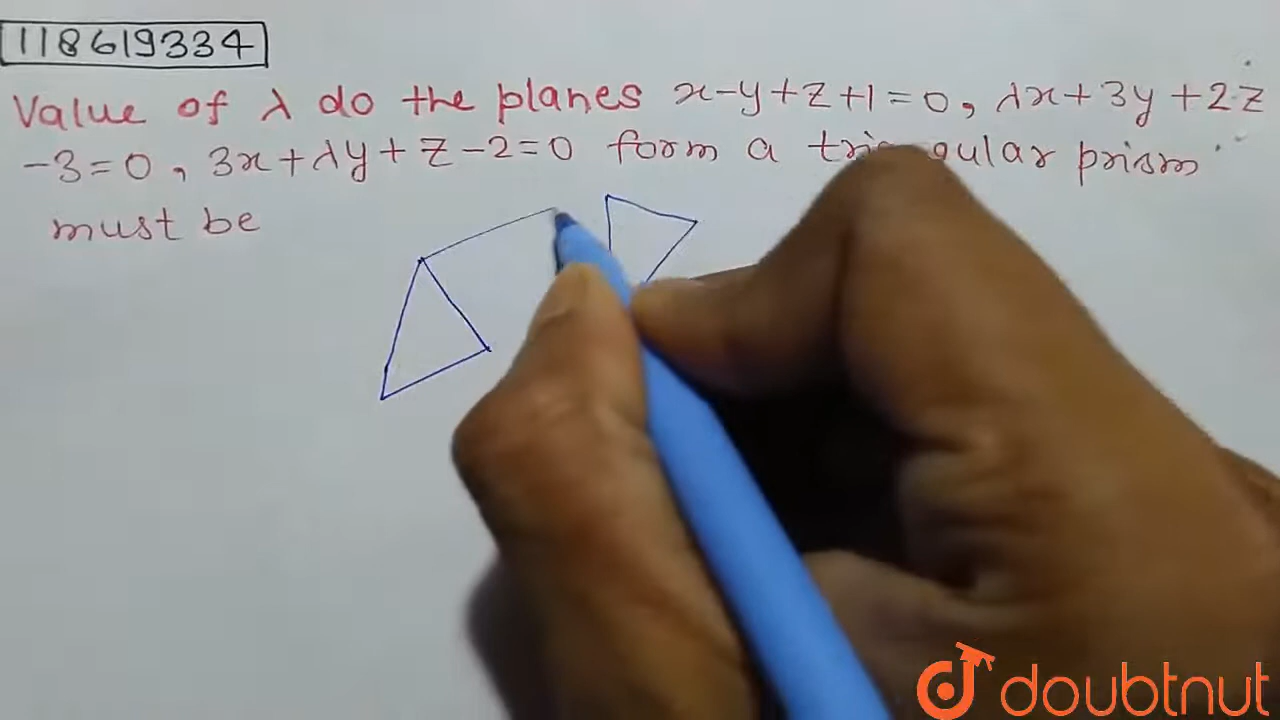 118619334
Value of λ do the planes x-y+z+1=0, λx+3y+2z
-3=0, 3x+λy+z-2=0 form a prism
must be
doubtnut